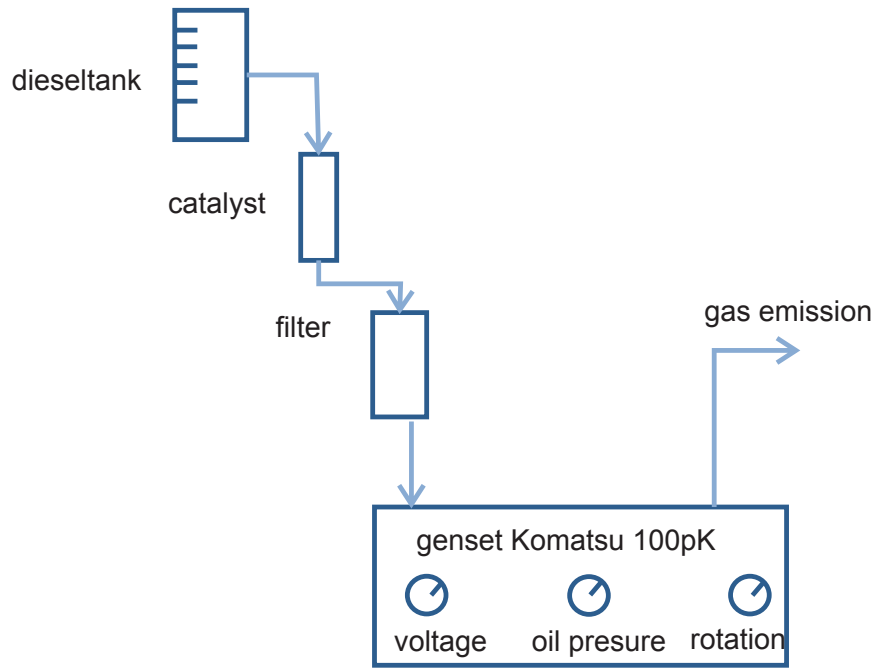 dieseltank
catalyst
filter
gas emission
genset Komatsu 100pK
voltage
oil presure
rotation